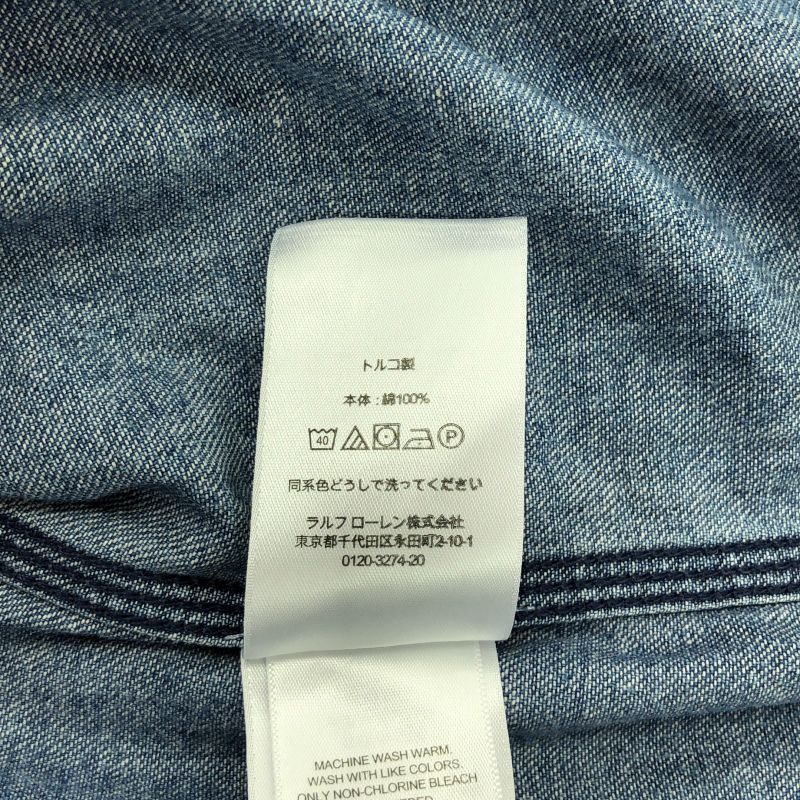 トルコ製
本体 : 綿100%
40 P
同系色どうしで洗ってください
ラルフ ローレン株式会社
東京都千代田区永田町2-10-1
0120-3274-20
MACHINE WASH WARM.
WASH WITH LIKE COLORS.
ONLY NON-CHLORINE BLEACH